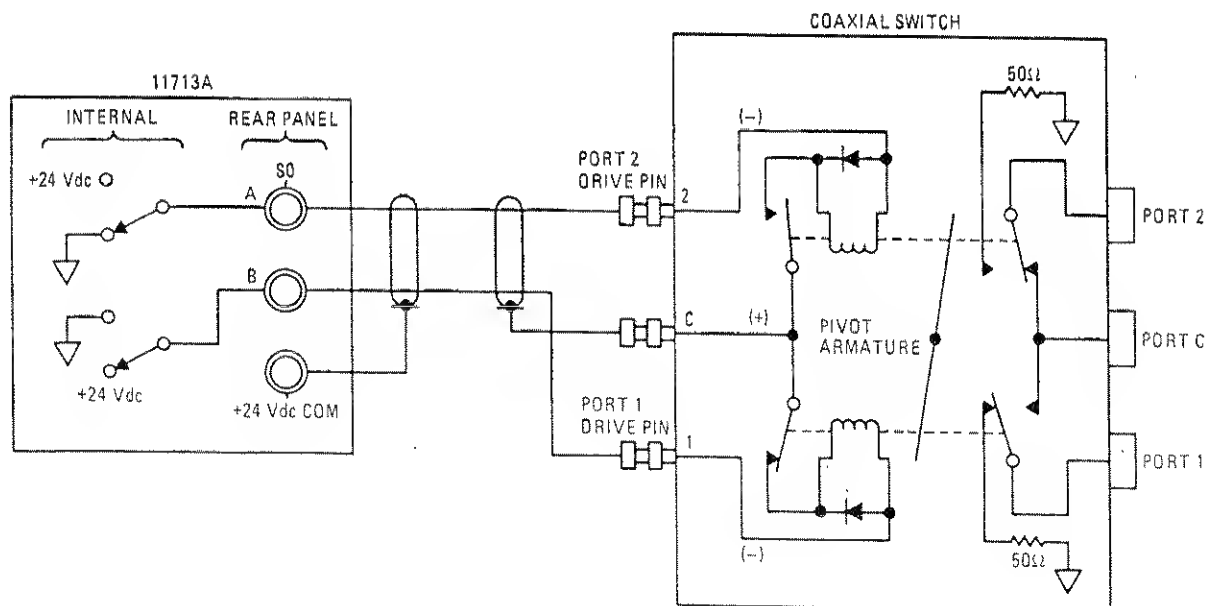 COAXIAL SWITCH
11713A
INTERNAL
REAR PANEL
+24 Vdc
A
S0
B
+24 Vdc
+24 Vdc COM
PORT 2
DRIVE PIN
2
(-)
C
(+)
PORT 1
DRIVE PIN
1
(-)
PIVOT
ARMATURE
50Ω
PORT 2
PORT C
PORT 1
50Ω